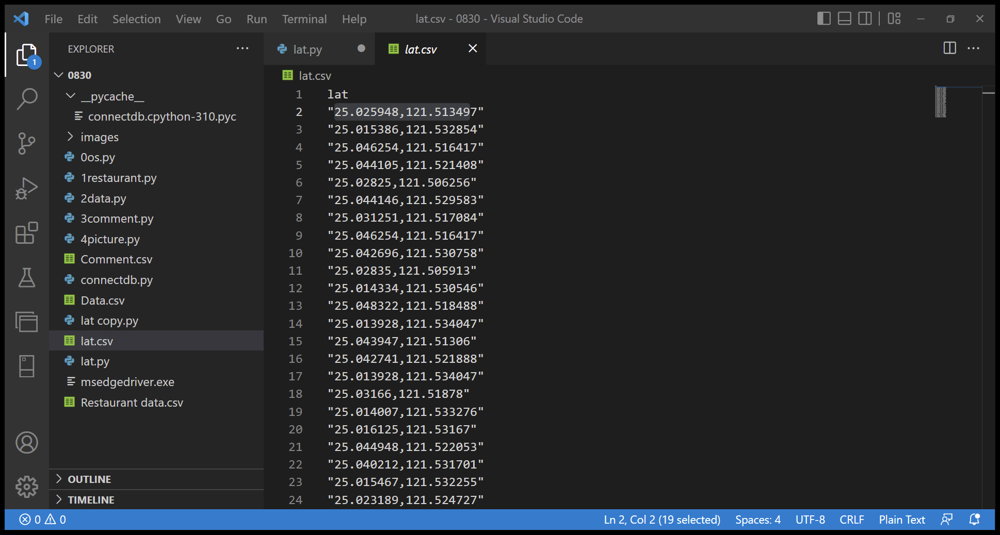 File Edit Selection View Go Run Terminal Help lat.csv - 0830 - Visual Studio Code
1
EXPLORER
0830
__pycache__
connectdb.cpython-310.pyc
images
0os.py
1restaurant.py
2data.py
3comment.py
4picture.py
Comment.csv
connectdb.py
Data.csv
lat copy.py
lat.csv
lat.py
msedgedriver.exe
Restaurant data.csv
OUTLINE
TIMELINE
lat.py lat.csv
lat.csv
1 lat
2 "25.025948,121.513497"
3 "25.015386,121.532854"
4 "25.046254,121.516417"
5 "25.044105,121.521408"
6 "25.02825,121.506256"
7 "25.044146,121.529583"
8 "25.031251,121.517084"
9 "25.046254,121.516417"
10 "25.042696,121.530758"
11 "25.02835,121.505913"
12 "25.014334,121.530546"
13 "25.048322,121.518488"
14 "25.013928,121.534047"
15 "25.043947,121.51306"
16 "25.042741,121.521888"
17 "25.013928,121.534047"
18 "25.03166,121.51878"
19 "25.014007,121.533276"
20 "25.016125,121.53167"
21 "25.044948,121.522053"
22 "25.040212,121.531701"
23 "25.015467,121.532255"
24 "25.023189,121.524727"
0 0 Ln 2, Col 2 (19 selected) Spaces: 4 UTF-8 CRLF Plain Text